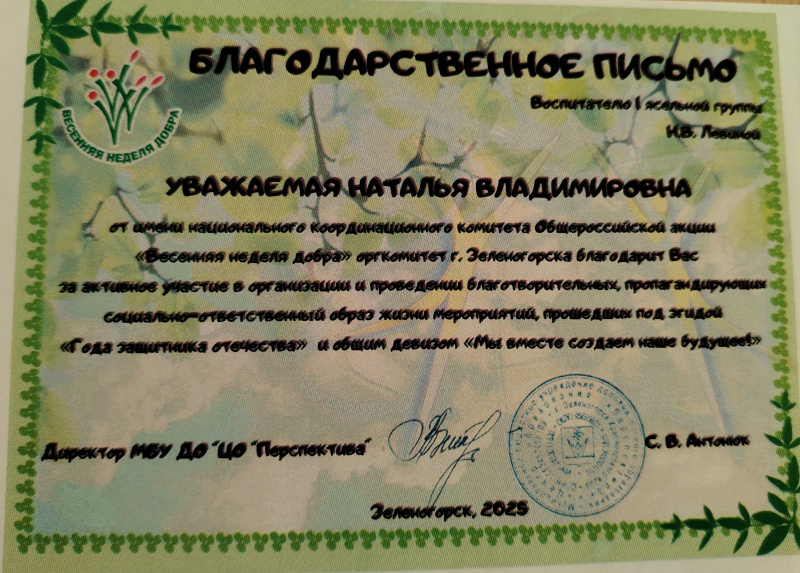 БЛАГОДАРСТВЕННОЕ ПИСЬМО
ВЕСЕННЯЯ НЕДЕЛЯ ДОБРА
Воспитателю I ясельной группы
Н.В. Левиной
УВАЖАЕМАЯ НАТАЛЬЯ ВЛАДИМИРОВНА
от имени национального координационного комитета Общероссийской акции
«Весенняя неделя добра» оргкомитет г. Зеленогорска благодарит Вас
за активное участие в организации и проведении благотворительных, пропагандирующих
социально-ответственный образ жизни мероприятий, прошедших под эгидой
«Года защитника отечества» и общим девизом «Мы вместе создаем наше будущее!»
Директор МБУ ДО "ЦО "Перспектива"
С. В. Антонюк
Зеленогорск, 2025